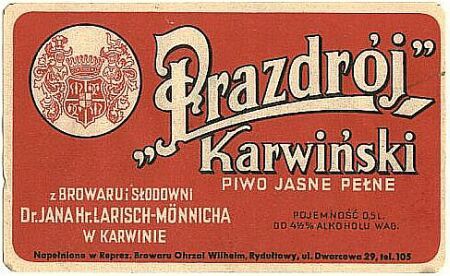 „Prazdrój”
Karwiński
PIWO JASNE PEŁNE
z BROWARU i SŁODOWNI
Dr. JANA Hr. LARISCH-MÖNNICHA
W KARWINIE
POJEMNOŚĆ 0,5 L.
OD 4½% ALKOHOLU WAG.
Napełniono w Reprez. Browaru Ohrzal Wilhelm, Rydułtowy, ul. Dworcowa 29, tel. 105